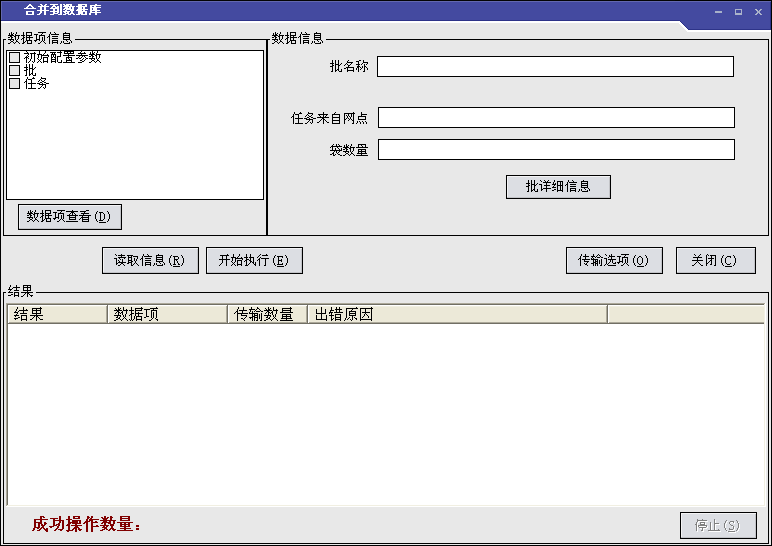 合并到数据库
数据项信息
初始配置参数
批
任务
数据项查看(D)
数据信息
批名称
任务来自网点
袋数量
批详细信息
读取信息(R) 开始执行(E) 传输选项(O) 关闭(C)
结果
结果 数据项 传输数量 出错原因
成功操作数量:
停止(S)